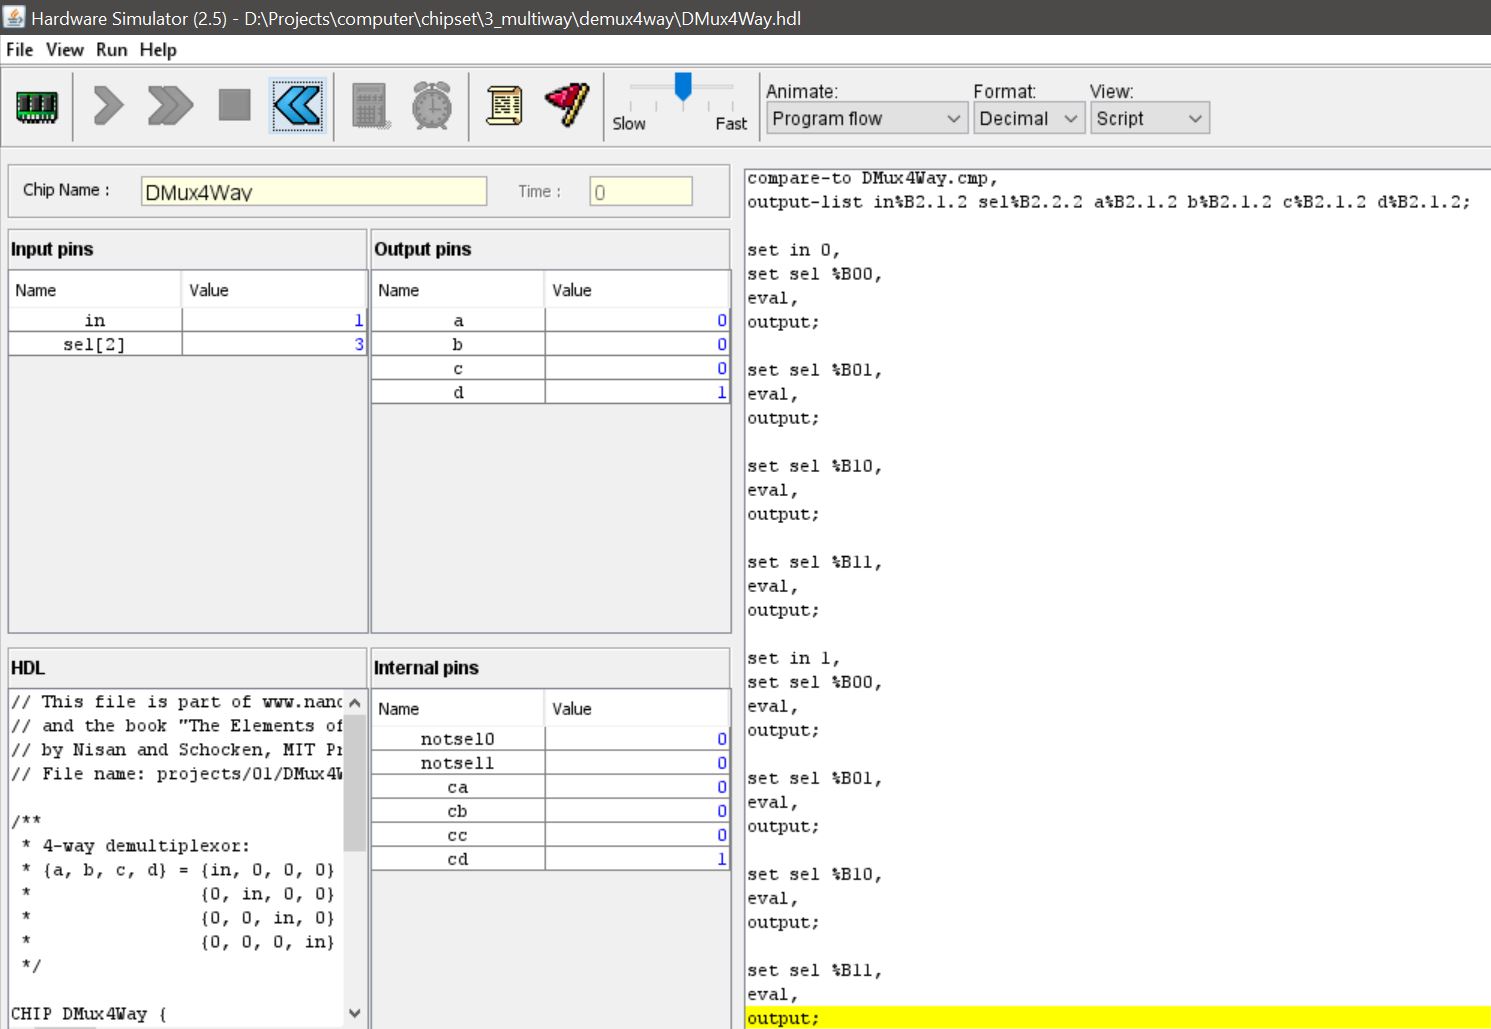 Hardware Simulator (2.5) - D:\Projects\computer\chipset\3_multiway\demux4way\DMux4Way.hdl
File View Run Help
Slow Fast
Animate: Format: View:
Program flow Decimal Script
Chip Name : DMux4Way Time : 0
Input pins
Name Value
in 1
sel[2] 3
Output pins
Name Value
a 0
b 0
c 0
d 1
HDL
// This file is part of www.nand
// and the book "The Elements of
// by Nisan and Schocken, MIT Pr
// File name: projects/01/DMux4W
/**
* 4-way demultiplexor:
* {a, b, c, d} = {in, 0, 0, 0}
* {0, in, 0, 0}
* {0, 0, in, 0}
* {0, 0, 0, in}
*/
CHIP DMux4Way {
Internal pins
Name Value
notsel0 0
notsel1 0
ca 0
cb 0
cc 0
cd 1
compare-to DMux4Way.cmp,
output-list in%B2.1.2 sel%B2.2.2 a%B2.1.2 b%B2.1.2 c%B2.1.2 d%B2.1.2;
set in 0,
set sel %B00,
eval,
output;
set sel %B01,
eval,
output;
set sel %B10,
eval,
output;
set sel %B11,
eval,
output;
set in 1,
set sel %B00,
eval,
output;
set sel %B01,
eval,
output;
set sel %B10,
eval,
output;
set sel %B11,
eval,
output;